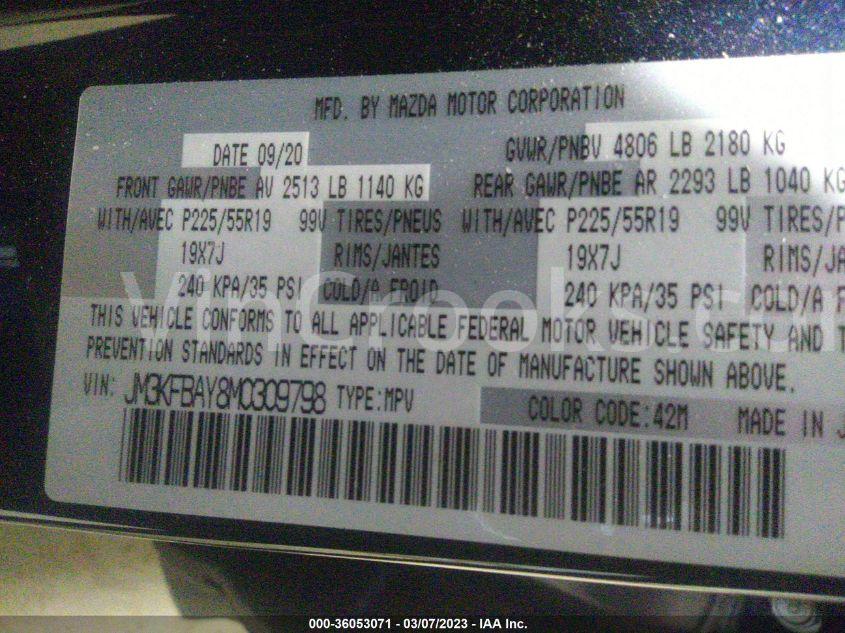 MFD. BY MAZDA MOTOR CORPORATION
DATE 09/20 GVWR/PNBV 4806 LB 2180 KG
FRONT GAWR/PNBE AV 2513 LB 1140 KG REAR GAWR/PNBE AR 2293 LB 1040 KG
WITH/AVEC P225/55R19 99V TIRES/PNEUS WITH/AVEC P225/55R19 99V TIRES/P
19X7J RIMS/JANTES 19X7J RIMS/JA
240 KPA/35 PSI COLD/A FROID 240 KPA/35 PSI COLD/A F
VinCrooks.co
THIS VEHICLE CONFORMS TO ALL APPLICABLE FEDERAL MOTOR VEHICLE SAFETY AND T
PREVENTION STANDARDS IN EFFECT ON THE DATE OF MANUFACTURE SHOWN ABOVE.
VIN: JM3KFBAY8M0309798 TYPE:MPV COLOR CODE:42M MADE IN J
000-36053071 - 03/07/2023 - IAA Inc.